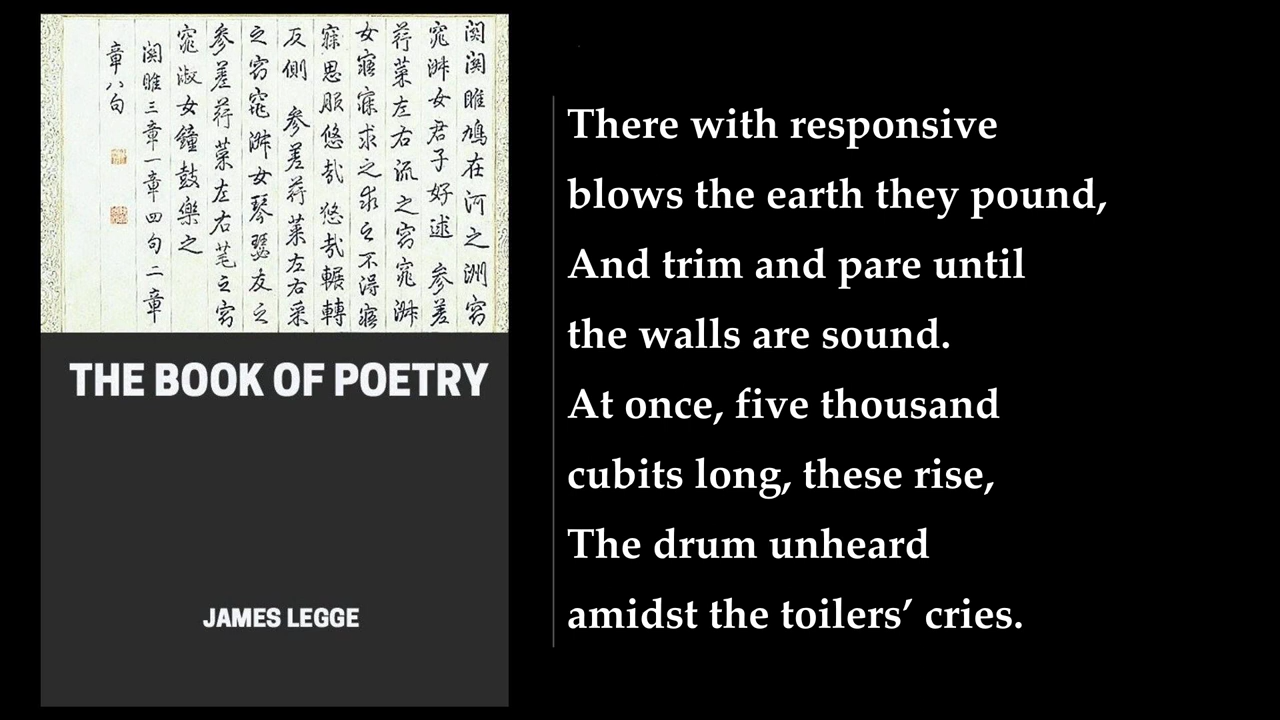 關關雎鳩在河之洲窈
窕淑女君子好逑 參差
荇菜左右流之窈窕淑
女寤寐求之求之不得寤
寐思服悠哉悠哉輾轉
反側 參差荇菜左右采
之窈窕淑女琴瑟友之
參差荇菜左右芼之窈
窕淑女鐘鼓樂之
關雎三章一章四句二章
章八句
THE BOOK OF POETRY
JAMES LEGGE
There with responsive
blows the earth they pound,
And trim and pare until
the walls are sound.
At once, five thousand
cubits long, these rise,
The drum unheard
amidst the toilers’ cries.